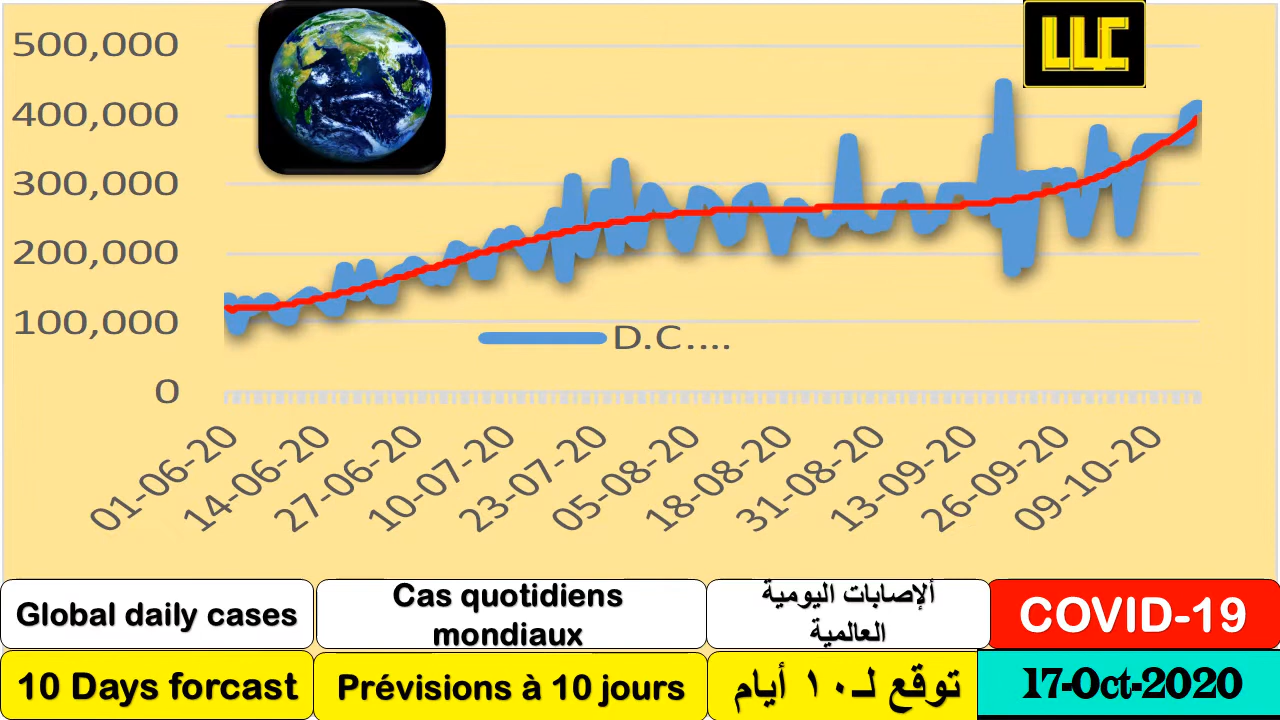 500,000
400,000
300,000
200,000
100,000
0
LLC
D.C....
01-06-20
14-06-20
27-06-20
10-07-20
23-07-20
05-08-20
18-08-20
31-08-20
13-09-20
26-09-20
09-10-20
Global daily cases
Cas quotidiens
mondiaux
ألإصابات اليومية
العالمية
COVID-19
10 Days forcast
Prévisions à 10 jours
توقع لـ١٠ أيام
17-Oct-2020